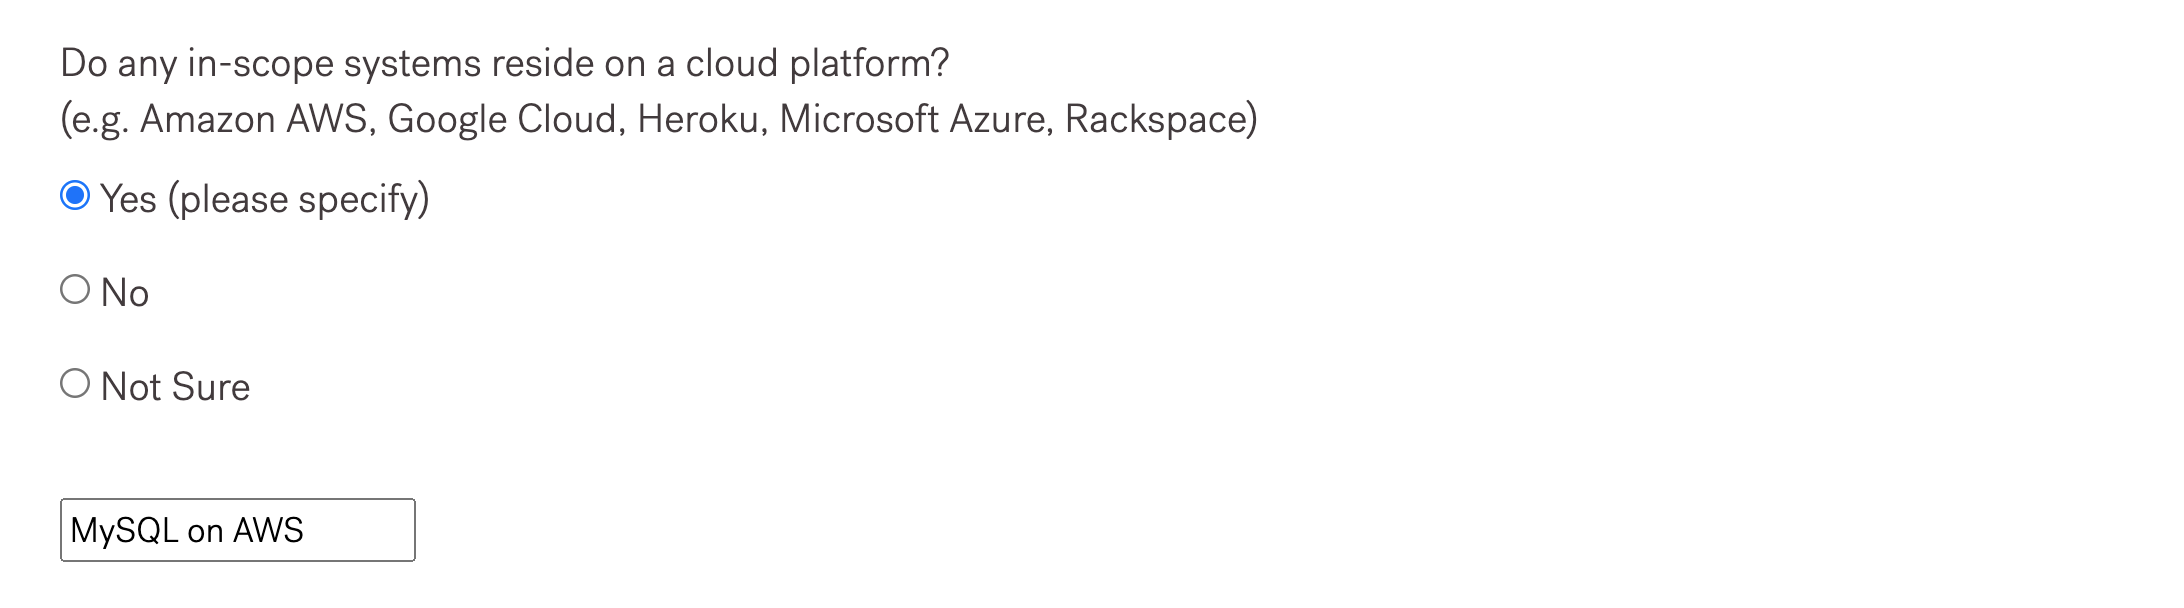 Do any in-scope systems reside on a cloud platform?
(e.g. Amazon AWS, Google Cloud, Heroku, Microsoft Azure, Rackspace)
Yes (please specify)
No
Not Sure
MySQL on AWS